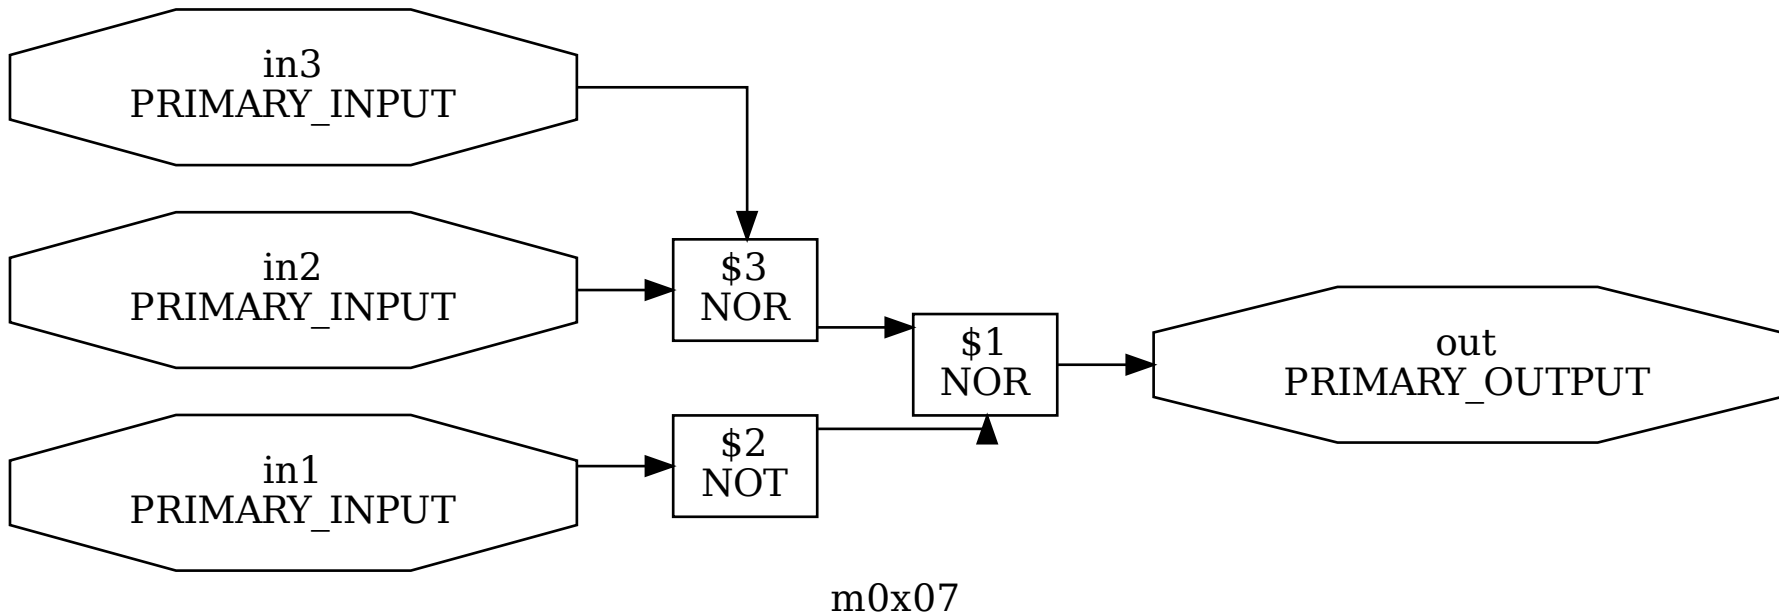 in3
PRIMARY_INPUT
in2
PRIMARY_INPUT
$3
NOR
$1
NOR
out
PRIMARY_OUTPUT
in1
PRIMARY_INPUT
$2
NOT
m0x07